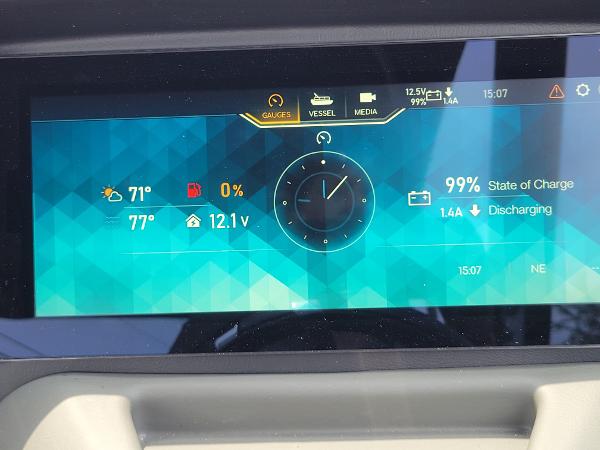 GAUGES VESSEL MEDIA
12.5V
99% 1.4A
15:07
71° 0%
77° 12.1 V
99% State of Charge
1.4A Discharging
15:07 NE --